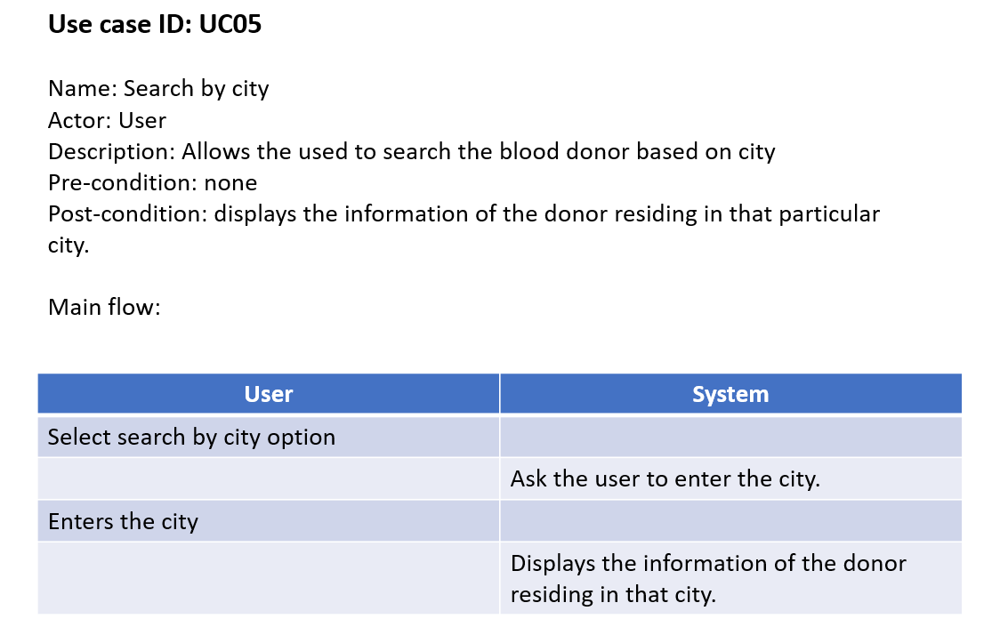 Use case ID: UC05
Name: Search by city
Actor: User
Description: Allows the used to search the blood donor based on city
Pre-condition: none
Post-condition: displays the information of the donor residing in that particular
city.
Main flow:
User System
Select search by city option
Ask the user to enter the city.
Enters the city
Displays the information of the donor
residing in that city.